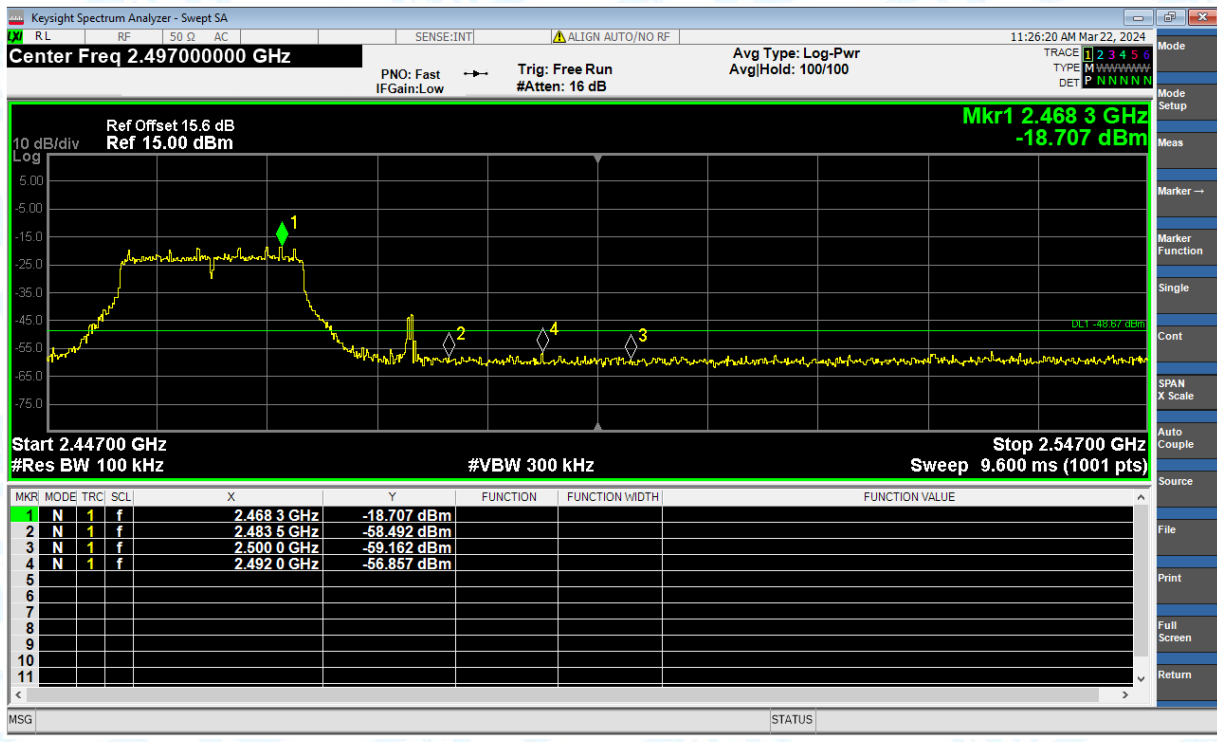 Keysight Spectrum Analyzer - Swept SA
LXI RL RF 50 Ω AC SENSE:INT ALIGN AUTO/NO RF 11:26:20 AM Mar 22, 2024
Center Freq 2.497000000 GHz
PNO: Fast
IFGain:Low
Trig: Free Run
#Atten: 16 dB
Avg Type: Log-Pwr
Avg|Hold: 100/100
TRACE 1 2 3 4 5 6
TYPE M WWWWW
DET P N N N N N
Mkr1 2.468 3 GHz
-18.707 dBm
Ref Offset 15.6 dB
10 dB/div Ref 15.00 dBm
Log
5.00
-5.00
1
-15.0
-25.0
-35.0
-45.0
DL1 -48.67 dBm
2 4 3
-55.0
-65.0
-75.0
Start 2.44700 GHz Stop 2.54700 GHz
#Res BW 100 kHz #VBW 300 kHz Sweep 9.600 ms (1001 pts)
MKR MODE TRC SCL X Y FUNCTION FUNCTION WIDTH FUNCTION VALUE
1 N 1 f 2.468 3 GHz -18.707 dBm
2 N 1 f 2.483 5 GHz -58.492 dBm
3 N 1 f 2.500 0 GHz -59.162 dBm
4 N 1 f 2.492 0 GHz -56.857 dBm
5
6
7
8
9
10
11
MSG STATUS
Mode
Mode
Setup
Meas
Marker →
Marker
Function
Single
Cont
SPAN
X Scale
Auto
Couple
Source
File
Print
Full
Screen
Return